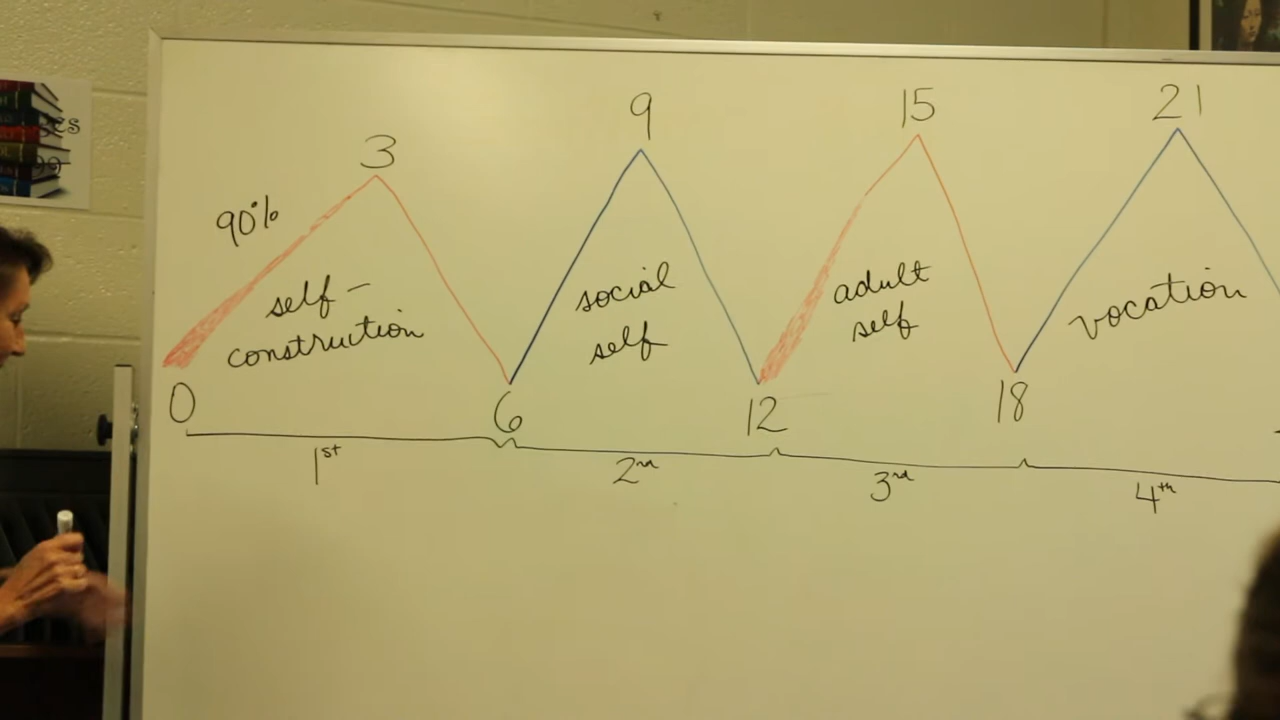 3
9
15
21
90%
self-
construction
social
self
adult
self
vocation
0
6
12
18
1st
2nd
3rd
4th